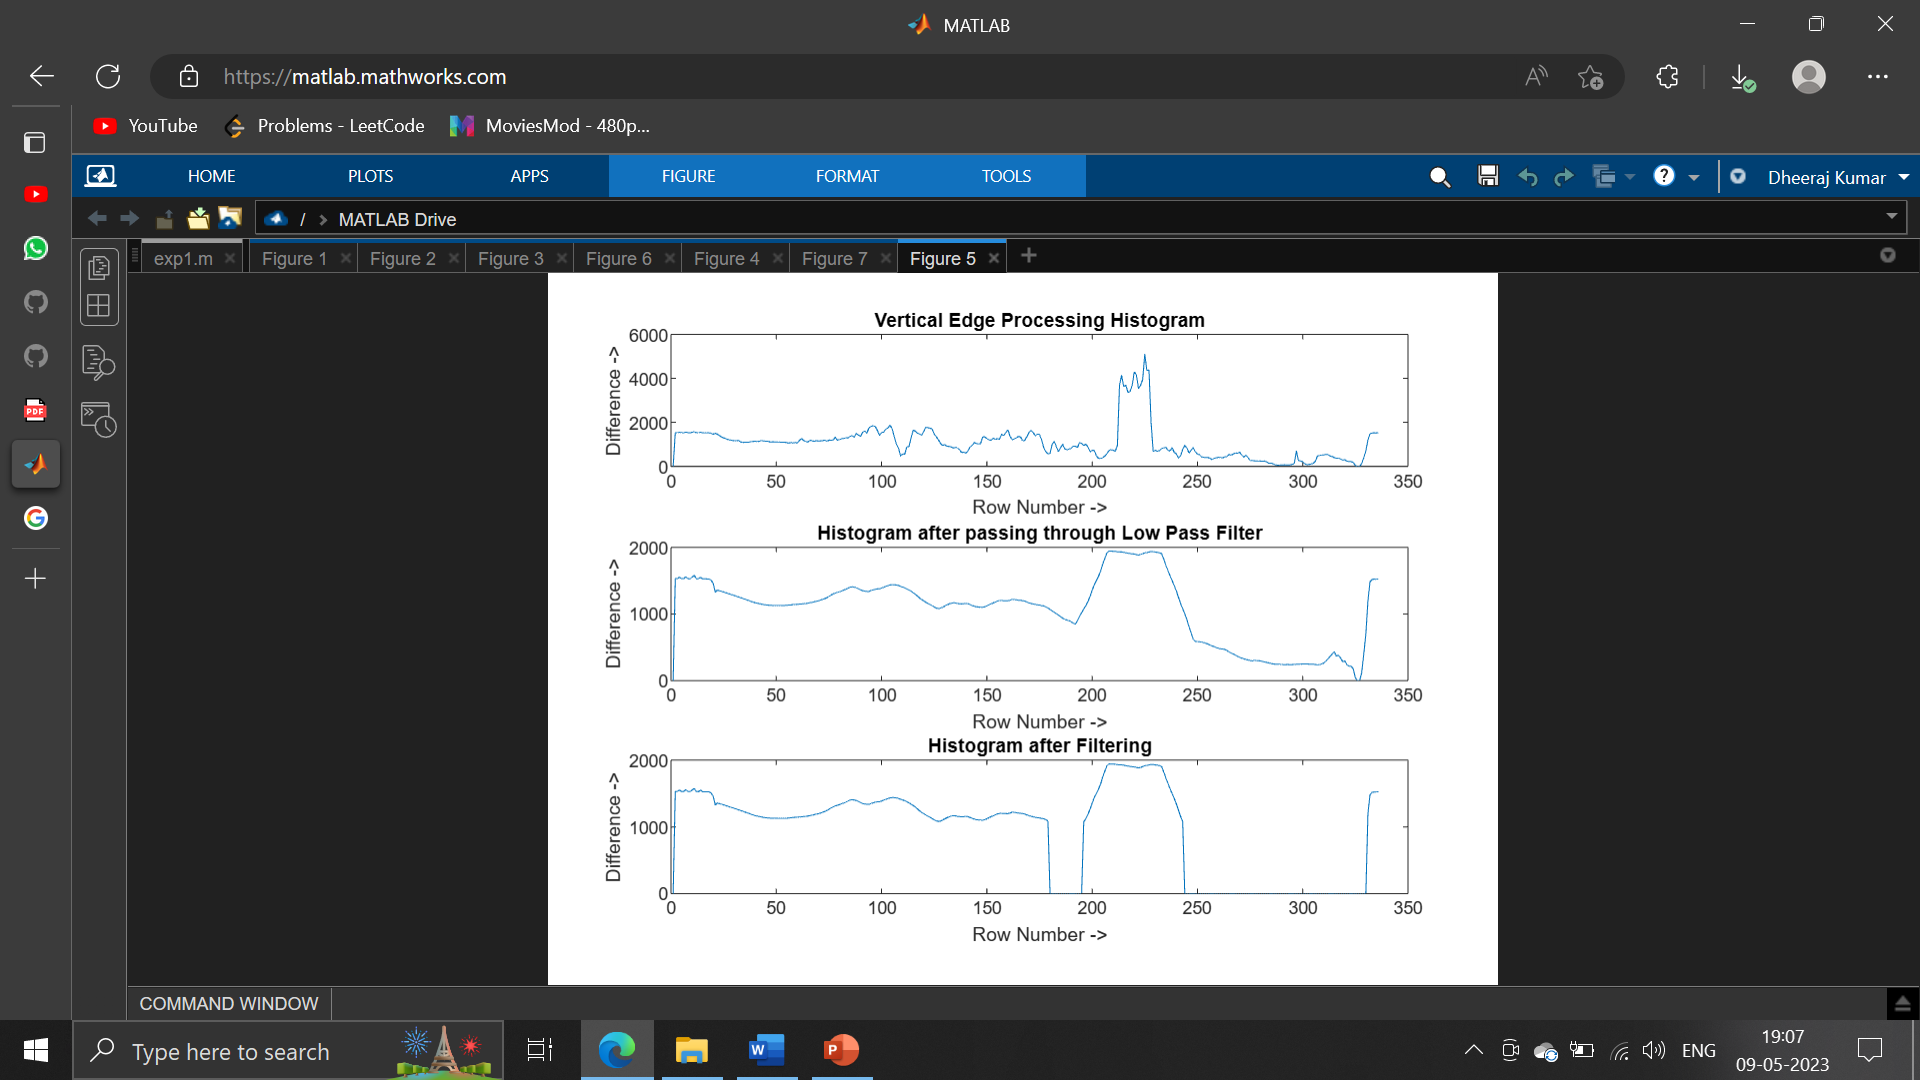 MATLAB
https://matlab.mathworks.com
YouTube Problems - LeetCode MoviesMod - 480p...
HOME PLOTS APPS FIGURE FORMAT TOOLS ? Dheeraj Kumar
/ > MATLAB Drive
exp1.m × Figure 1 × Figure 2 × Figure 3 × Figure 6 × Figure 4 × Figure 7 × Figure 5 × +
Vertical Edge Processing Histogram
6000
4000
2000
0
Difference ->
0 50 100 150 200 250 300 350
Row Number ->
Histogram after passing through Low Pass Filter
2000
1000
0
Difference ->
0 50 100 150 200 250 300 350
Row Number ->
Histogram after Filtering
2000
1000
0
Difference ->
0 50 100 150 200 250 300 350
Row Number ->
PDF
COMMAND WINDOW
Type here to search
W
P
ENG
19:07
09-05-2023